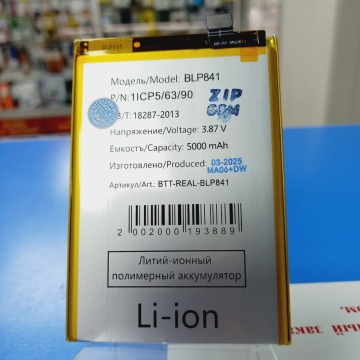 BLP841
Модель/Model: BLP841
P/N: 1ICP5/63/90
ZIP
GSM
GB/T: 18287-2013
Напряжение/Voltage: 3.87 V
Емкость/Capacity: 5000 mAh
Изготовлено/Produced: 03-2025
MA06+DW
Артикул/Art.: BTT-REAL-BLP841
2 002000 193889
Литий-ионный
полимерный аккумулятор
Li-ion